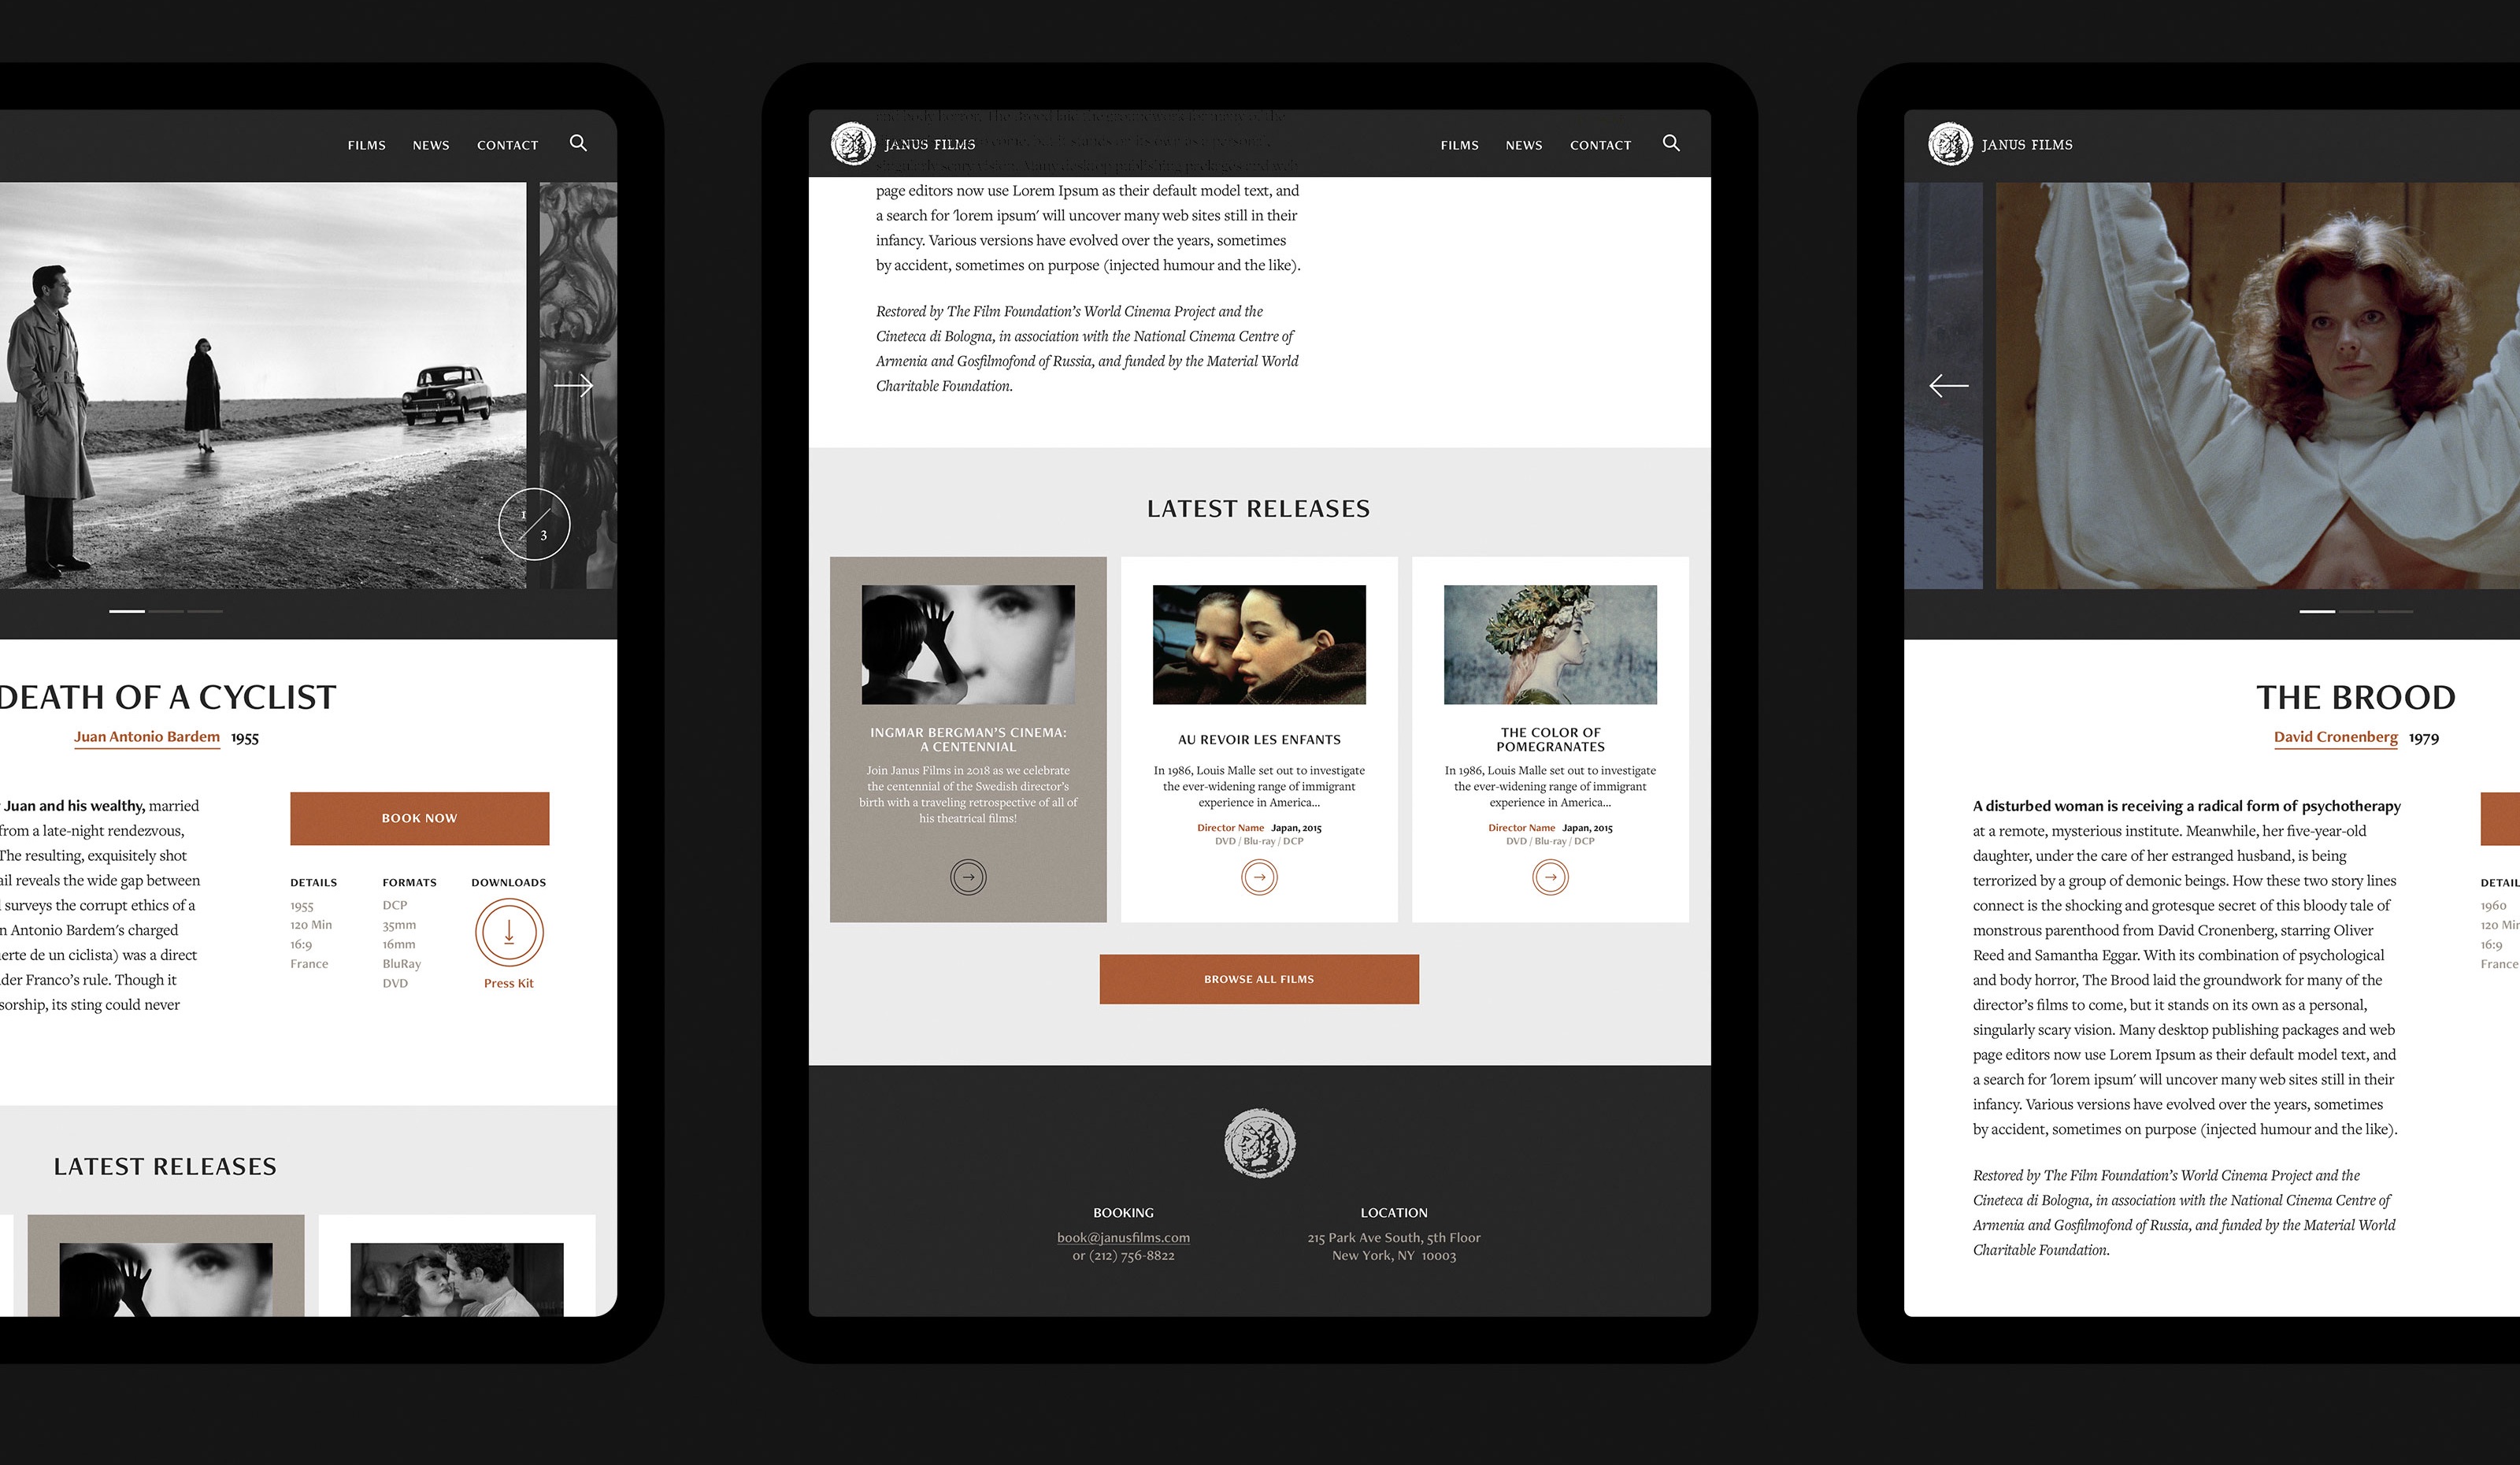 FILMS NEWS CONTACT
1
3
DEATH OF A CYCLIST
Juan Antonio Bardem 1955
Juan and his wealthy, married
from a late-night rendezvous,
The resulting, exquisitely shot
reveals the wide gap between
surveys the corrupt ethics of a
Antonio Bardem's charged
de un ciclista) was a direct
Franco's rule. Though it
its sting could never
BOOK NOW
DETAILS
1955
120 Min
16:9
France
FORMATS
DCP
35mm
16mm
BluRay
DVD
DOWNLOADS
Press Kit
LATEST RELEASES
JANUS FILMS
FILMS NEWS CONTACT
and body horror, The Brood laid the groundwork for many of the
singularly scary vision. Many desktop publishing packages and web
page editors now use Lorem Ipsum as their default model text, and
a search for 'lorem ipsum' will uncover many web sites still in their
infancy. Various versions have evolved over the years, sometimes
by accident, sometimes on purpose (injected humour and the like).
Restored by The Film Foundation's World Cinema Project and the
Cineteca di Bologna, in association with the National Cinema Centre of
Armenia and Gosfilmofond of Russia, and funded by the Material World
Charitable Foundation.
LATEST RELEASES
INGMAR BERGMAN'S CINEMA:
A CENTENNIAL
Join Janus Films in 2018 as we celebrate
the centennial of the Swedish director's
birth with a traveling retrospective of all of
his theatrical films!
AU REVOIR LES ENFANTS
In 1986, Louis Malle set out to investigate
the ever-widening range of immigrant
experience in America...
Director Name Japan, 2015
DVD / Blu-ray / DCP
THE COLOR OF
POMEGRANATES
In 1986, Louis Malle set out to investigate
the ever-widening range of immigrant
experience in America...
Director Name Japan, 2015
DVD / Blu-ray / DCP
BROWSE ALL FILMS
BOOKING
book@janusfilms.com
or (212) 756-8822
LOCATION
215 Park Ave South, 5th Floor
New York, NY 10003
JANUS FILMS
THE BROOD
David Cronenberg 1979
A disturbed woman is receiving a radical form of psychotherapy
at a remote, mysterious institute. Meanwhile, her five-year-old
daughter, under the care of her estranged husband, is being
terrorized by a group of demonic beings. How these two story lines
connect is the shocking and grotesque secret of this bloody tale of
monstrous parenthood from David Cronenberg, starring Oliver
Reed and Samantha Eggar. With its combination of psychological
and body horror, The Brood laid the groundwork for many of the
director's films to come, but it stands on its own as a personal,
singularly scary vision. Many desktop publishing packages and web
page editors now use Lorem Ipsum as their default model text, and
a search for 'lorem ipsum' will uncover many web sites still in their
infancy. Various versions have evolved over the years, sometimes
by accident, sometimes on purpose (injected humour and the like).
Restored by The Film Foundation's World Cinema Project and the
Cineteca di Bologna, in association with the National Cinema Centre of
Armenia and Gosfilmofond of Russia, and funded by the Material World
Charitable Foundation.
1960
120 Min
16:9
France